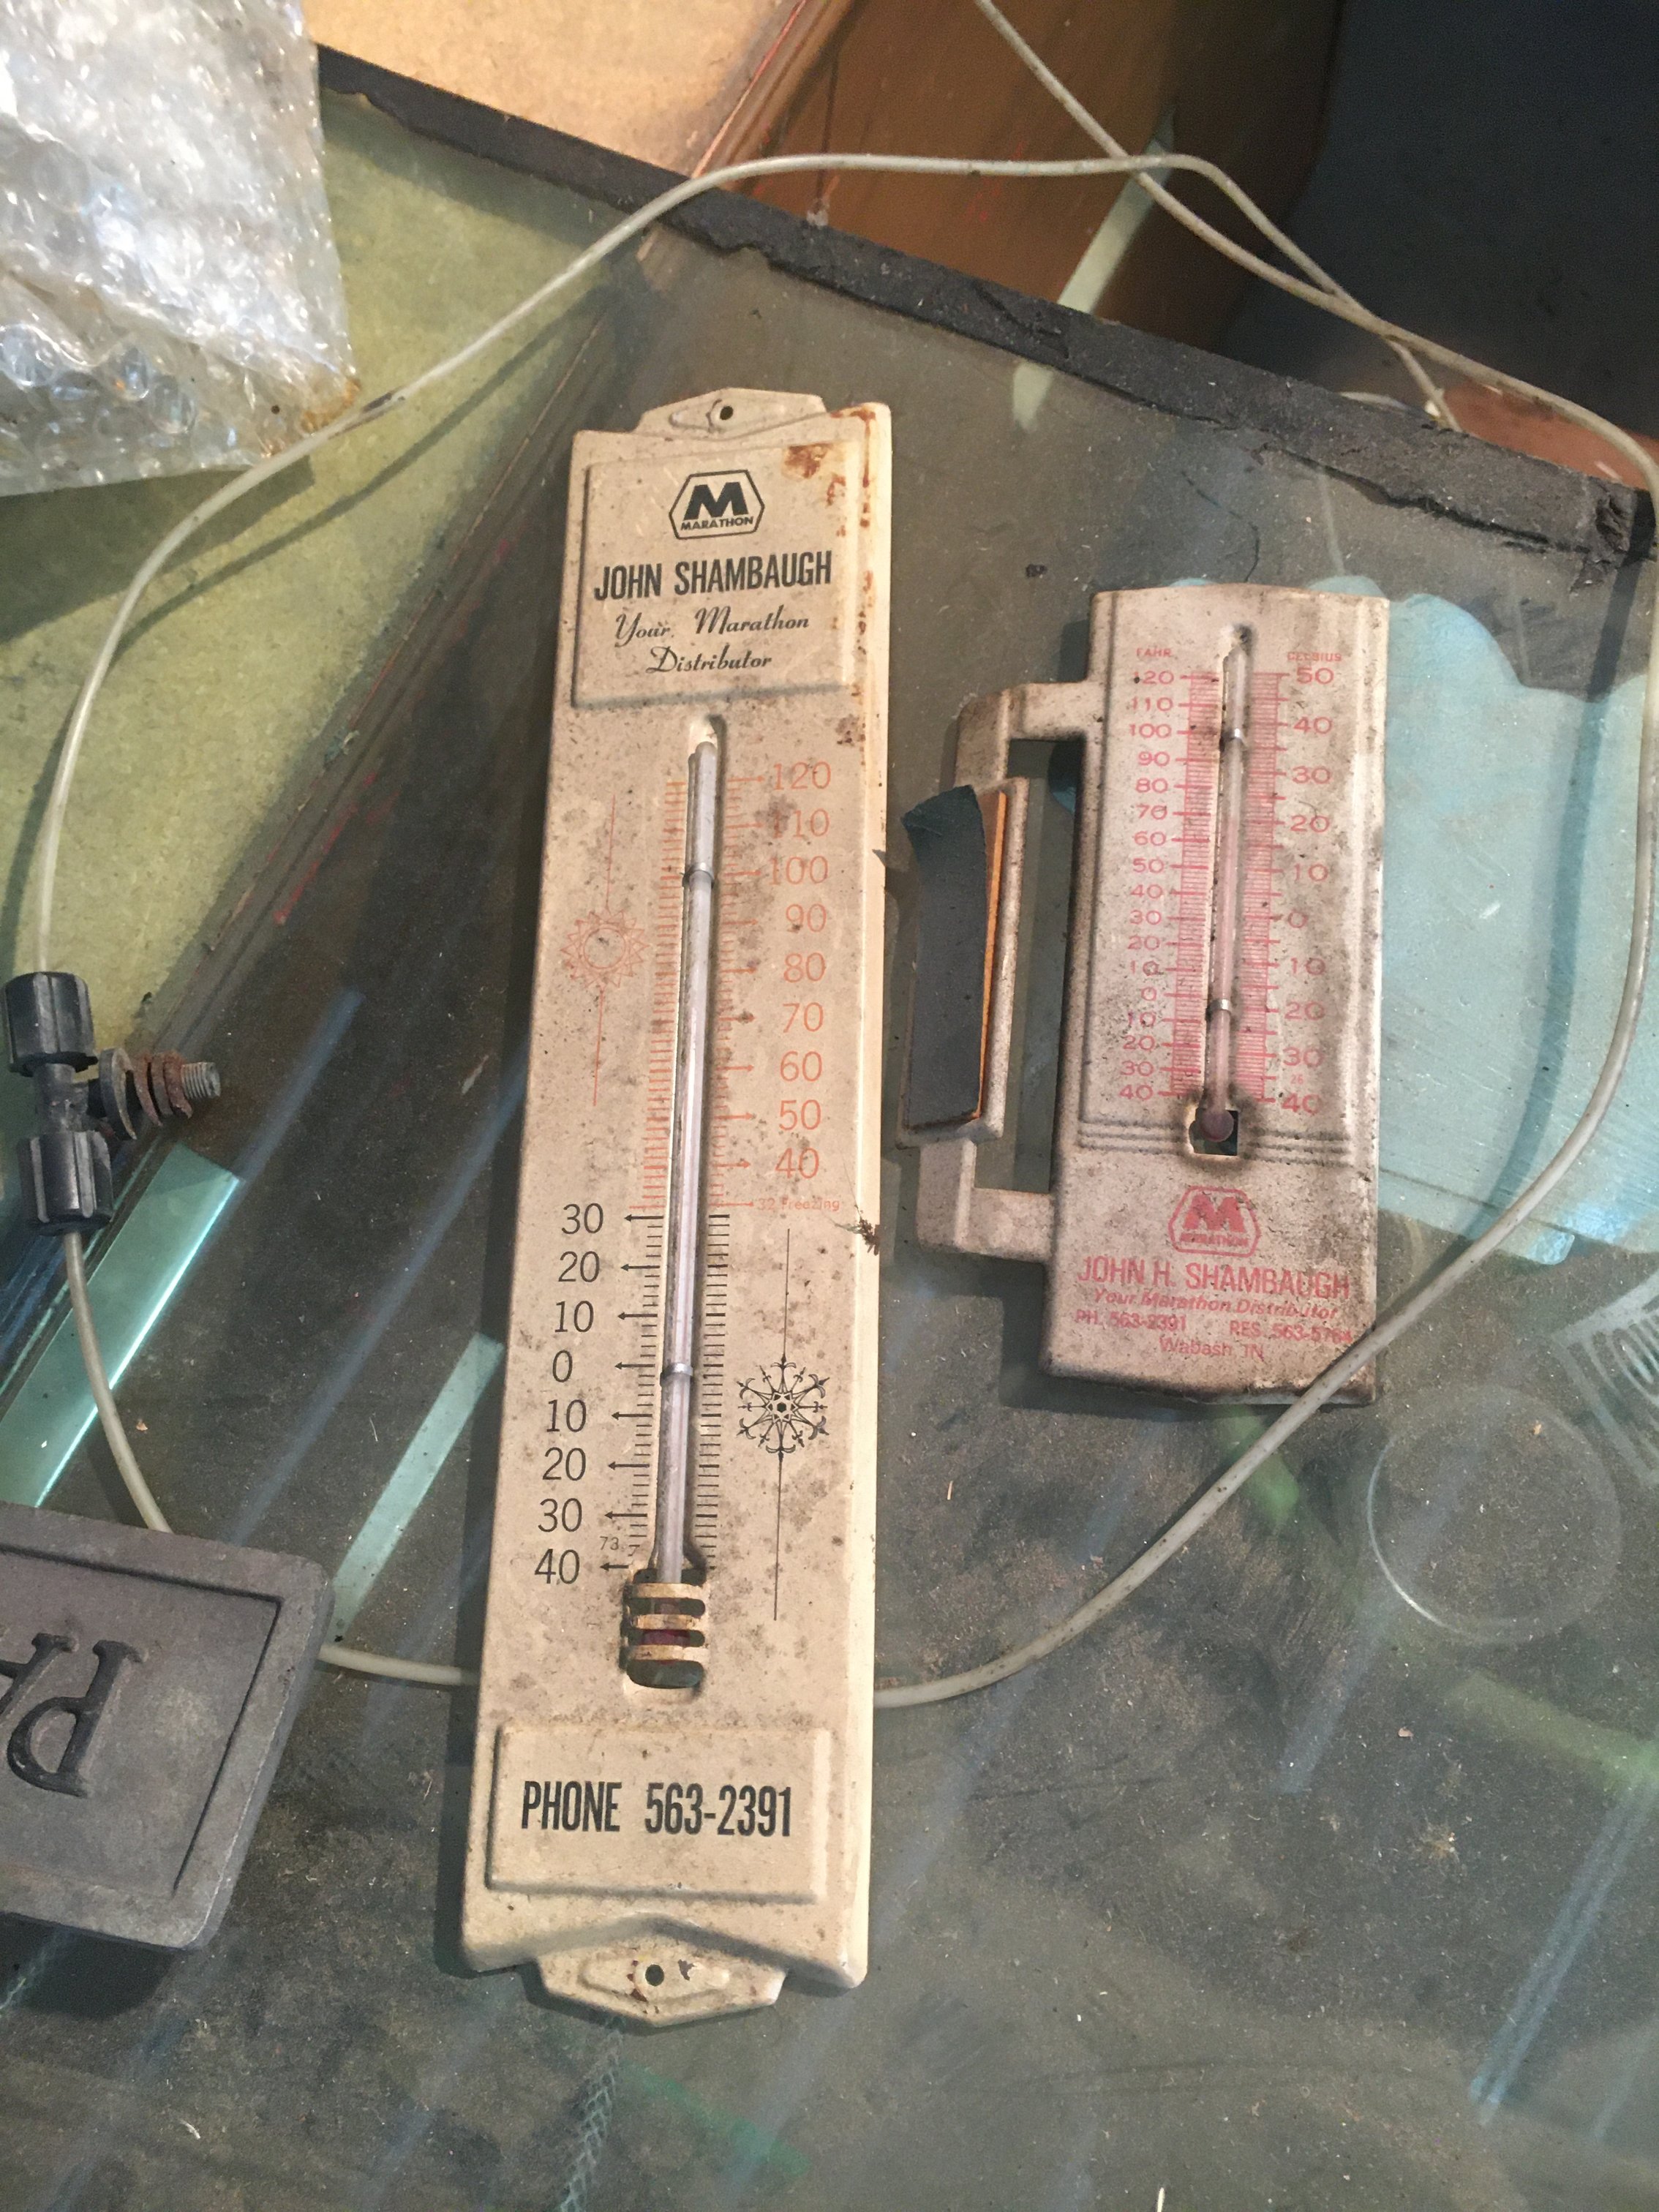 M
MARATHON
JOHN SHAMBAUGH
Your Marathon
Distributor
120
110
100
90
80
70
60
50
40
32 Freezing
30
20
10
0
10
20
30
73
40
PHONE 563-2391
FAHR. CELSIUS
120 50
110
100 40
90
80 30
70
60 20
50
40 10
30 0
20
10 10
0
10 20
20
30 30
40 40
M
MARATHON
JOHN H. SHAMBAUGH
Your Marathon Distributor
PH. 563-2391 RES. 563-5764
Wabash, IN
PA